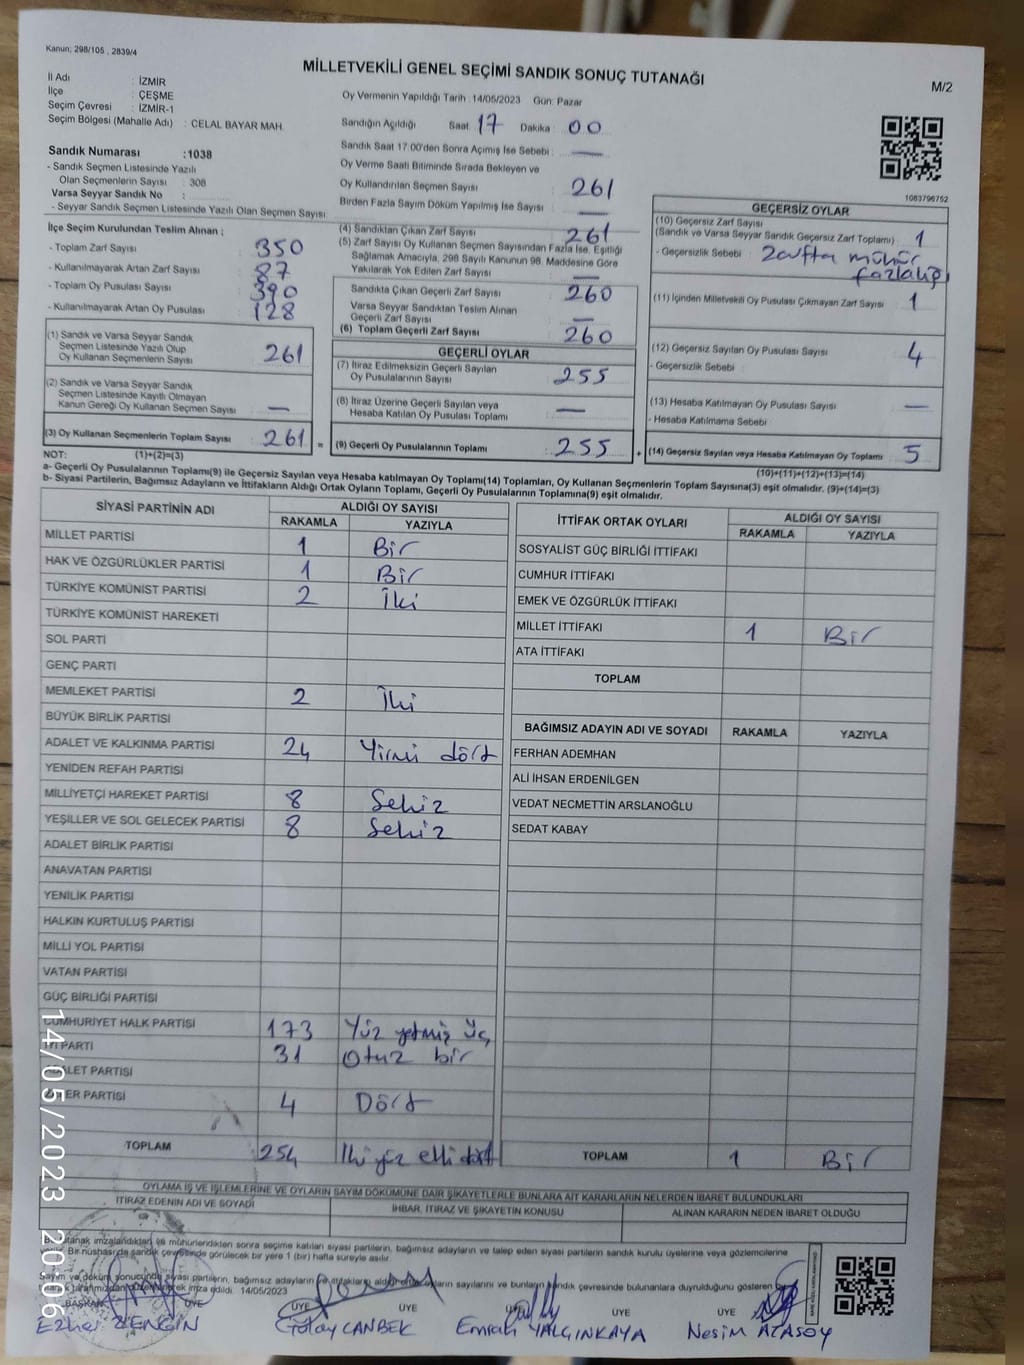 Kanun; 298/105 , 2839/4
MİLLETVEKİLİ GENEL SEÇİMİ SANDIK SONUÇ TUTANAĞI
M/2
İl Adı : İZMİR
İlçe : ÇEŞME
Seçim Çevresi : İZMİR-1
Seçim Bölgesi (Mahalle Adı) : CELAL BAYAR MAH.
Oy Vermenin Yapıldığı Tarih : 14/05/2023 Gün: Pazar
Sandığın Açıldığı Saat 17 Dakika 00
Sandık Saat 17.00'den Sonra Açımış İse Sebebi : —
Oy Verme Saati Bitiminde Sırada Bekleyen ve
Oy Kullandırılan Seçmen Sayısı : 261
Birden Fazla Sayım Döküm Yapılmış İse Sayısı : —
Sandık Numarası :1038
- Sandık Seçmen Listesinde Yazılı
Olan Seçmenlerin Sayısı : 308
Varsa Seyyar Sandık No :
- Seyyar Sandık Seçmen Listesinde Yazılı Olan Seçmen Sayısı:
1083796752
İlçe Seçim Kurulundan Teslim Alınan ;
- Toplam Zarf Sayısı : 350
- Kullanılmayarak Artan Zarf Sayısı : 87
- Toplam Oy Pusulası Sayısı : 390
- Kullanılmayarak Artan Oy Pusulası : 128
(1) Sandık ve Varsa Seyyar Sandık
Seçmen Listesinde Yazılı Olup
Oy Kullanan Seçmenlerin Sayısı : 261
(2) Sandık ve Varsa Seyyar Sandık
Seçmen Listesinde Kayıtlı Olmayan
Kanun Gereği Oy Kullanan Seçmen Sayısı : —
(3) Oy Kullanan Seçmenlerin Toplam Sayısı : 261 =
(4) Sandıktan Çıkan Zarf Sayısı : 261
(5) Zarf Sayısı Oy Kullanan Seçmen Sayısından Fazla İse, Eşitliği
Sağlamak Amacıyla, 298 Sayılı Kanunun 98. Maddesine Göre
Yakılarak Yok Edilen Zarf Sayısı : —
Sandıkta Çıkan Geçerli Zarf Sayısı : 260
Varsa Seyyar Sandıktan Teslim Alınan
Geçerli Zarf Sayısı : —
(6) Toplam Geçerli Zarf Sayısı : 260
GEÇERLİ OYLAR
(7) İtiraz Edilmeksizin Geçerli Sayılan
Oy Pusulalarının Sayısı : 255
(8) İtiraz Üzerine Geçerli Sayılan veya
Hesaba Katılan Oy Pusulası Toplamı : —
(9) Geçerli Oy Pusulalarının Toplamı : 255 +
GEÇERSİZ OYLAR
(10) Geçersiz Zarf Sayısı
(Sandık ve Varsa Seyyar Sandık Geçersiz Zarf Toplamı) : 1
- Geçersizlik Sebebi : Zarfta mühür
fazlalığı
(11) İçinden Milletvekili Oy Pusulası Çıkmayan Zarf Sayısı : 1
(12) Geçersiz Sayılan Oy Pusulası Sayısı : 4
- Geçersizlik Sebebi :
(13) Hesaba Katılmayan Oy Pusulası Sayısı : —
- Hesaba Katılmama Sebebi
(14) Geçersiz Sayılan veya Hesaba Katılmayan Oy Toplamı : 5
NOT: (1)+(2)=(3)
(10)+(11)+(12)+(13)=(14)
a- Geçerli Oy Pusulalarının Toplamı(9) ile Geçersiz Sayılan veya Hesaba katılmayan Oy Toplamı(14) Toplamları, Oy Kullanan Seçmenlerin Toplam Sayısına(3) eşit olmalıdır. (9)+(14)=(3)
b- Siyasi Partilerin, Bağımsız Adayların ve İttifakların Aldığı Ortak Oyların Toplamı, Geçerli Oy Pusulalarının Toplamına(9) eşit olmalıdır.
SİYASİ PARTİNİN ADI ALDIĞI OY SAYISI
RAKAMLA YAZIYLA
MİLLET PARTİSİ 1 Bir
HAK VE ÖZGÜRLÜKLER PARTİSİ 1 Bir
TÜRKİYE KOMÜNİST PARTİSİ 2 İki
TÜRKİYE KOMÜNİST HAREKETİ
SOL PARTİ
GENÇ PARTİ
MEMLEKET PARTİSİ 2 İki
BÜYÜK BİRLİK PARTİSİ
ADALET VE KALKINMA PARTİSİ 24 Yirmi dört
YENİDEN REFAH PARTİSİ
MİLLİYETÇİ HAREKET PARTİSİ 8 Sekiz
YEŞİLLER VE SOL GELECEK PARTİSİ 8 Sekiz
ADALET BİRLİK PARTİSİ
ANAVATAN PARTİSİ
YENİLİK PARTİSİ
HALKIN KURTULUŞ PARTİSİ
MİLLİ YOL PARTİSİ
VATAN PARTİSİ
GÜÇ BİRLİĞİ PARTİSİ
CUMHURİYET HALK PARTİSİ 173 Yüz yetmiş üç
İYİ PARTİ 31 Otuz bir
ADALET PARTİSİ
ZAFER PARTİSİ 4 Dört
TOPLAM 254 İki yüz elli dört
İTTİFAK ORTAK OYLARI ALDIĞI OY SAYISI
RAKAMLA YAZIYLA
SOSYALİST GÜÇ BİRLİĞİ İTTİFAKI
CUMHUR İTTİFAKI
EMEK VE ÖZGÜRLÜK İTTİFAKI
MİLLET İTTİFAKI 1 Bir
ATA İTTİFAKI
TOPLAM
BAĞIMSIZ ADAYIN ADI VE SOYADI RAKAMLA YAZIYLA
FERHAN ADEMHAN
ALİ İHSAN ERDENİLGEN
VEDAT NECMETTİN ARSLANOĞLU
SEDAT KABAY
TOPLAM 1 Bir
OYLAMA İŞ VE İŞLEMLERİNE VE OYLARIN SAYIM DÖKÜMÜNE DAİR ŞİKAYETLERLE BUNLARA AİT KARARLARIN NELERDEN İBARET BULUNDUKLARI
İTİRAZ EDENİN ADI VE SOYADI İHBAR, İTİRAZ VE ŞİKAYETİN KONUSU ALINAN KARARIN NEDEN İBARET OLDUĞU
imzalandıktan ve mühürlendikten sonra seçime katılan siyasi partilerin, bağımsız adayların ve talep eden siyasi partilerin sandık kurulu üyelerine veya gözlemcilerine
Bir nüshası da sandık çevresinde görülecek bir yere 1 (bir) hafta süreyle asılır
Sayım ve döküm sonucunda siyasi partilerin, bağımsız adayların ve ittifakların aldığı ortak oyların sayılarını ve bunların sandık çevresinde bulunanlara duyrulduğunu gösteren
imza edildi. 14/05/2023
BAŞKAN ÜYE ÜYE ÜYE ÜYE ÜYE ÜYE
ZENGİN Gülay CANBEK Emrah YALÇINKAYA Nesim ATASOY
14/05/2023 20:06